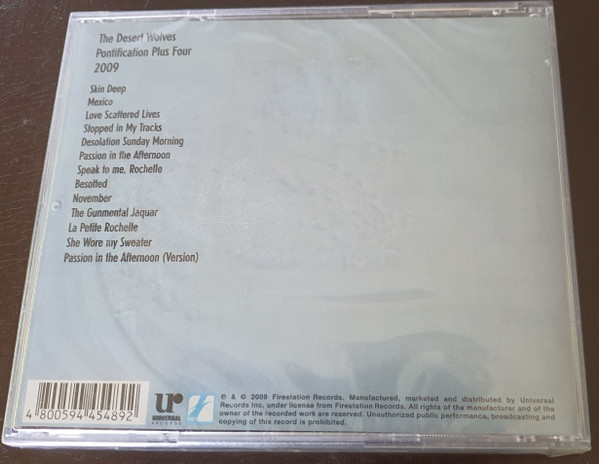 The Desert Wolves
Pontification Plus Four
2009
Skin Deep
Mexico
Love Scattered Lives
Stopped in My Tracks
Desolation Sunday Morning
Passion in the Afternoon
Speak to me, Rochelle
Besotted
November
The Gunmental Jaquar
La Petite Rochelle
She Wore my Sweater
Passion in the Afternoon (Version)
4 800594 454892
ur
UNIVERSAL
RECORDS
℗ & © 2009 Firestation Records. Manufactured, marketed and distributed by Universal
Records Inc. under license from Firestation Records. All rights of the manufacturer and of the
owner of the recorded work are reserved. Unauthorized public performance, broadcasting and
copying of this record is prohibited.